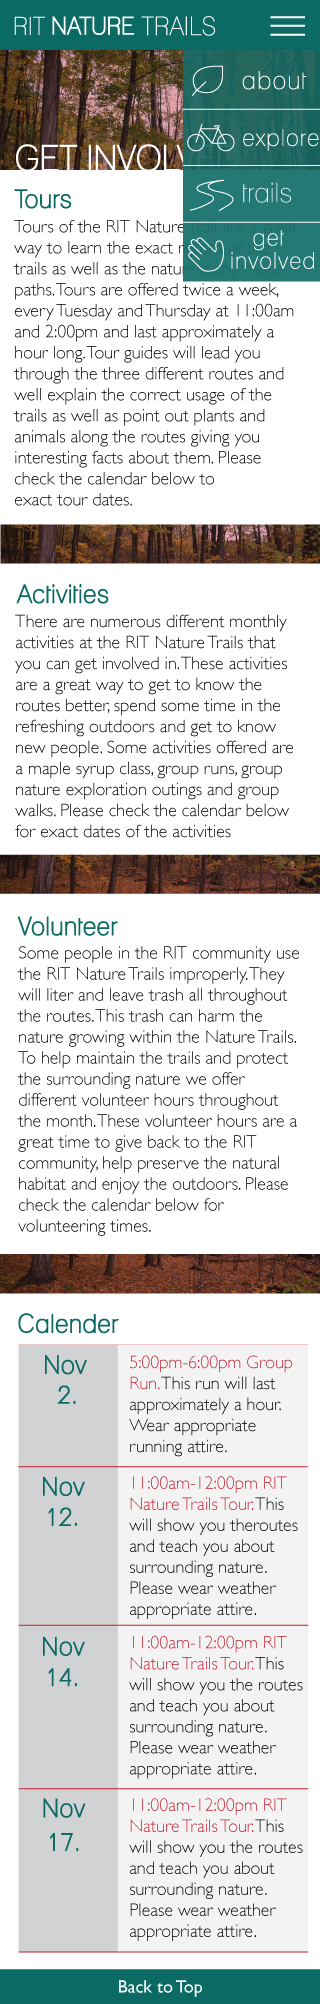 RIT NATURE TRAILS
about
explore
trails
get
involved
GET INVOLV
Tours
Tours of the RIT Nature Trail are a great
way to learn the exact
trails as well as the natur
paths. Tours are offered twice a week,
every Tuesday and Thursday at 11:00am
and 2:00pm and last approximately a
hour long. Tour guides will lead you
through the three different routes and
well explain the correct usage of the
trails as well as point out plants and
animals along the routes giving you
interesting facts about them. Please
check the calendar below to
exact tour dates.
Activities
There are numerous different monthly
activities at the RIT Nature Trails that
you can get involved in. These activities
are a great way to get to know the
routes better, spend some time in the
refreshing outdoors and get to know
new people. Some activities offered are
a maple syrup class, group runs, group
nature exploration outings and group
walks. Please check the calendar below
for exact dates of the activities
Volunteer
Some people in the RIT community use
the RIT Nature Trails improperly. They
will liter and leave trash all throughout
the routes. This trash can harm the
nature growing within the Nature Trails.
To help maintain the trails and protect
the surrounding nature we offer
different volunteer hours throughout
the month. These volunteer hours are a
great time to give back to the RIT
community, help preserve the natural
habitat and enjoy the outdoors. Please
check the calendar below for
volunteering times.
Calender
Nov
2.
5:00pm-6:00pm Group
Run. This run will last
approximately a hour.
Wear appropriate
running attire.
Nov
12.
11:00am-12:00pm RIT
Nature Trails Tour. This
will show you theroutes
and teach you about
surrounding nature.
Please wear weather
appropriate attire.
Nov
14.
11:00am-12:00pm RIT
Nature Trails Tour. This
will show you the routes
and teach you about
surrounding nature.
Please wear weather
appropriate attire.
Nov
17.
11:00am-12:00pm RIT
Nature Trails Tour. This
will show you the routes
and teach you about
surrounding nature.
Please wear weather
appropriate attire.
Back to Top